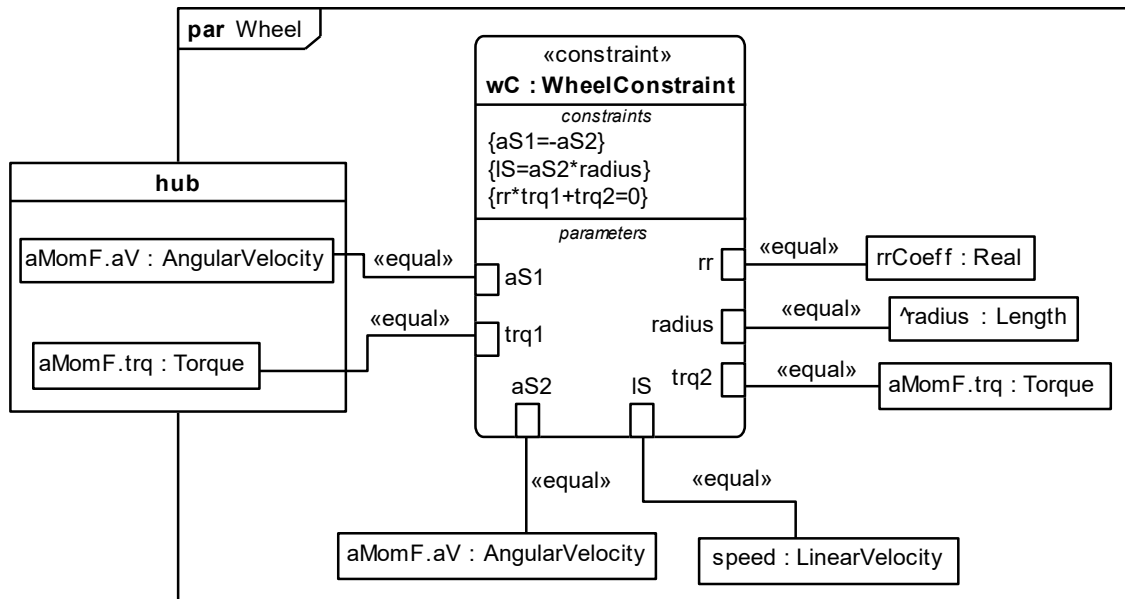 par Wheel
«constraint»
wC : WheelConstraint
constraints
{aS1=-aS2}
{lS=aS2*radius}
{rr*trq1+trq2=0}
parameters
hub
aMomF.aV : AngularVelocity
«equal»
aS1
aMomF.trq : Torque
«equal»
trq1
rr
«equal»
rrCoeff : Real
radius
«equal»
^radius : Length
trq2
«equal»
aMomF.trq : Torque
aS2
lS
«equal»
«equal»
aMomF.aV : AngularVelocity
speed : LinearVelocity